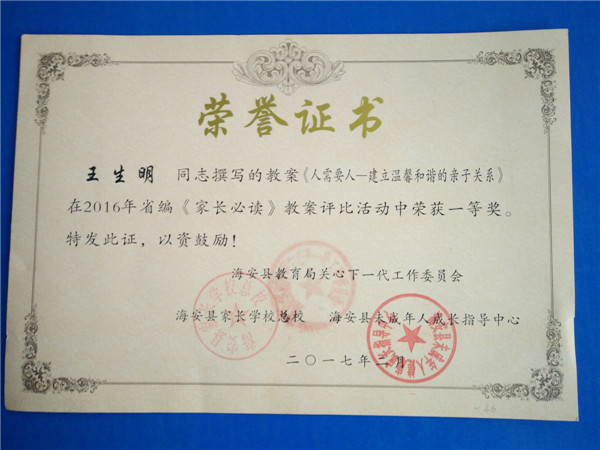 荣誉证书
王生明 同志撰写的教案《人需要人—建立温馨和谐的亲子关系》
在2016年省编《家长必读》教案评比活动中荣获一等奖。
特发此证，以资鼓励！
海安县教育局关心下一代工作委员会
海安县家长学校总校 海安县未成年人成长指导中心
二〇一七年二月